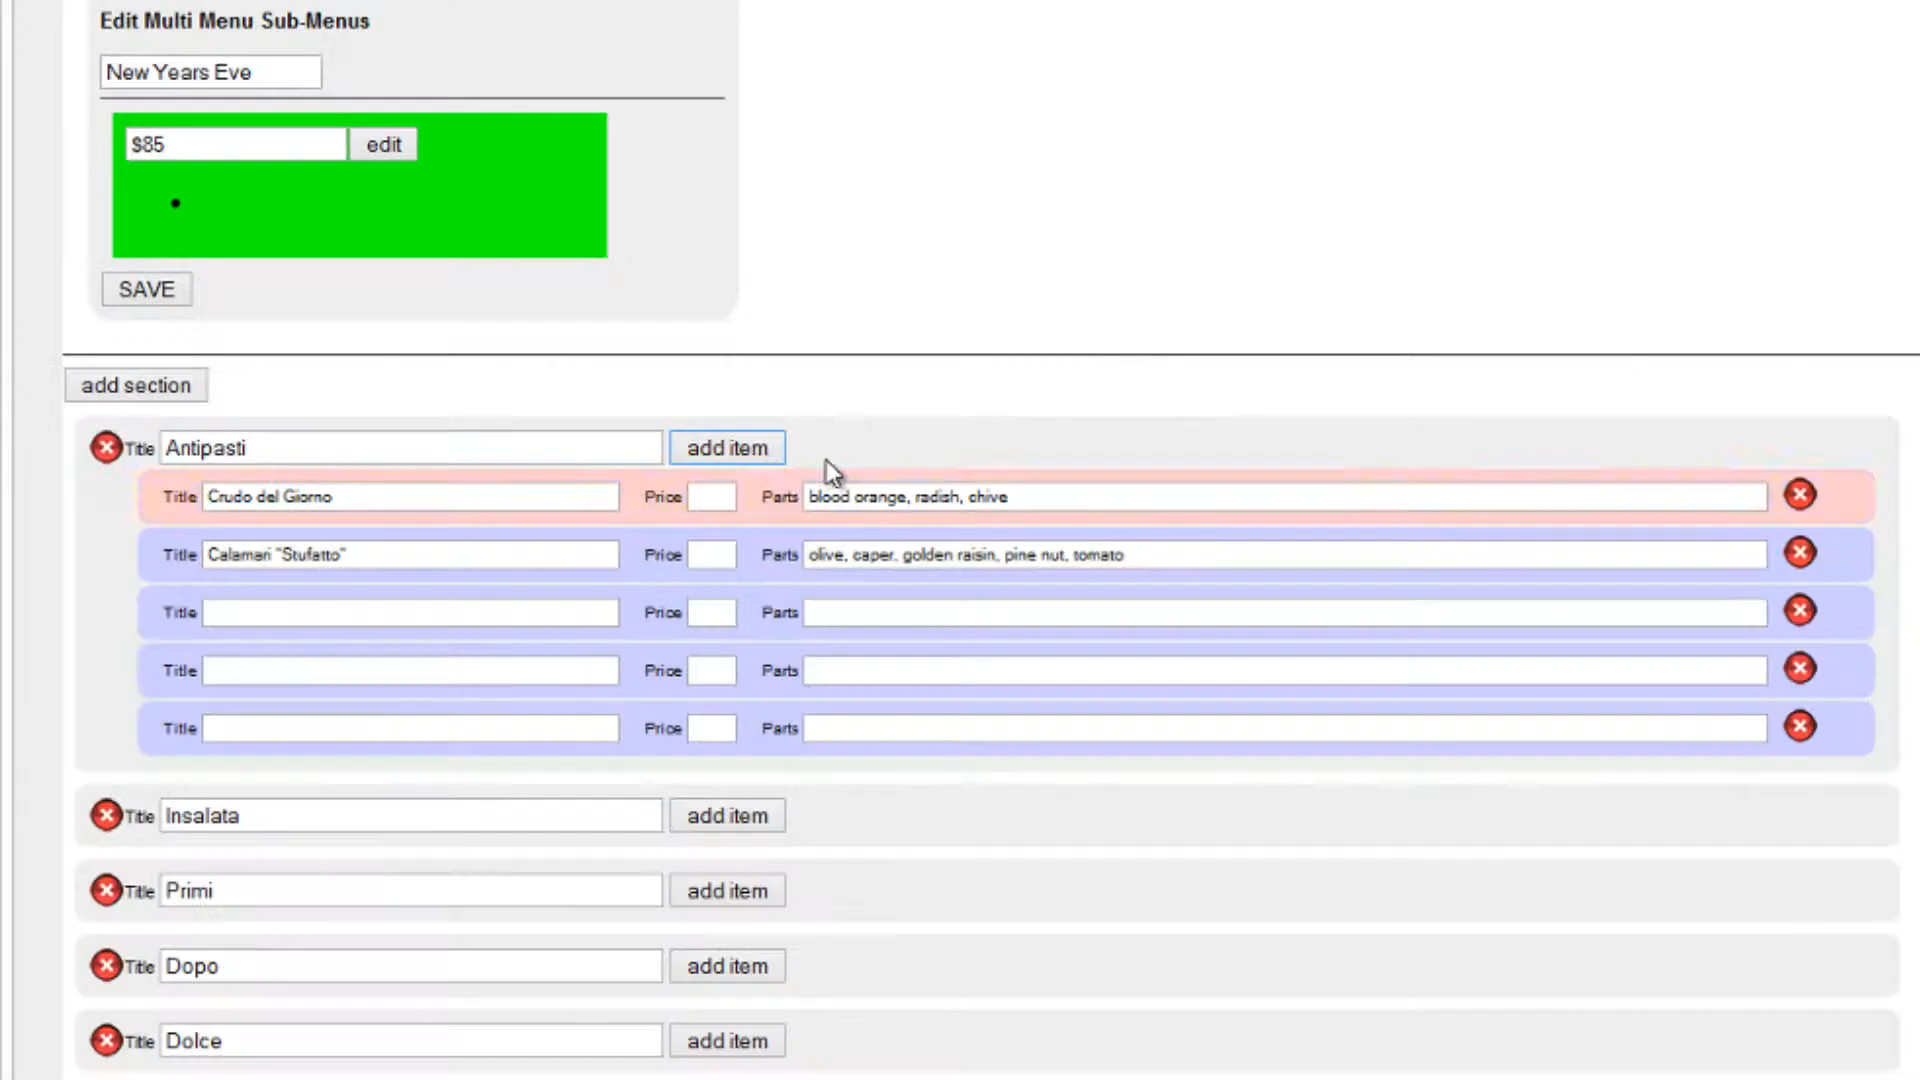 Edit Multi Menu Sub-Menus
New Years Eve
$85 edit
SAVE
add section
Title Antipasti add item
Title Crudo del Giorno Price Parts blood orange, radish, chive
Title Calamari "Stufatto" Price Parts olive, caper, golden raisin, pine nut, tomato
Title Price Parts
Title Price Parts
Title Price Parts
Title Insalata add item
Title Primi add item
Title Dopo add item
Title Dolce add item